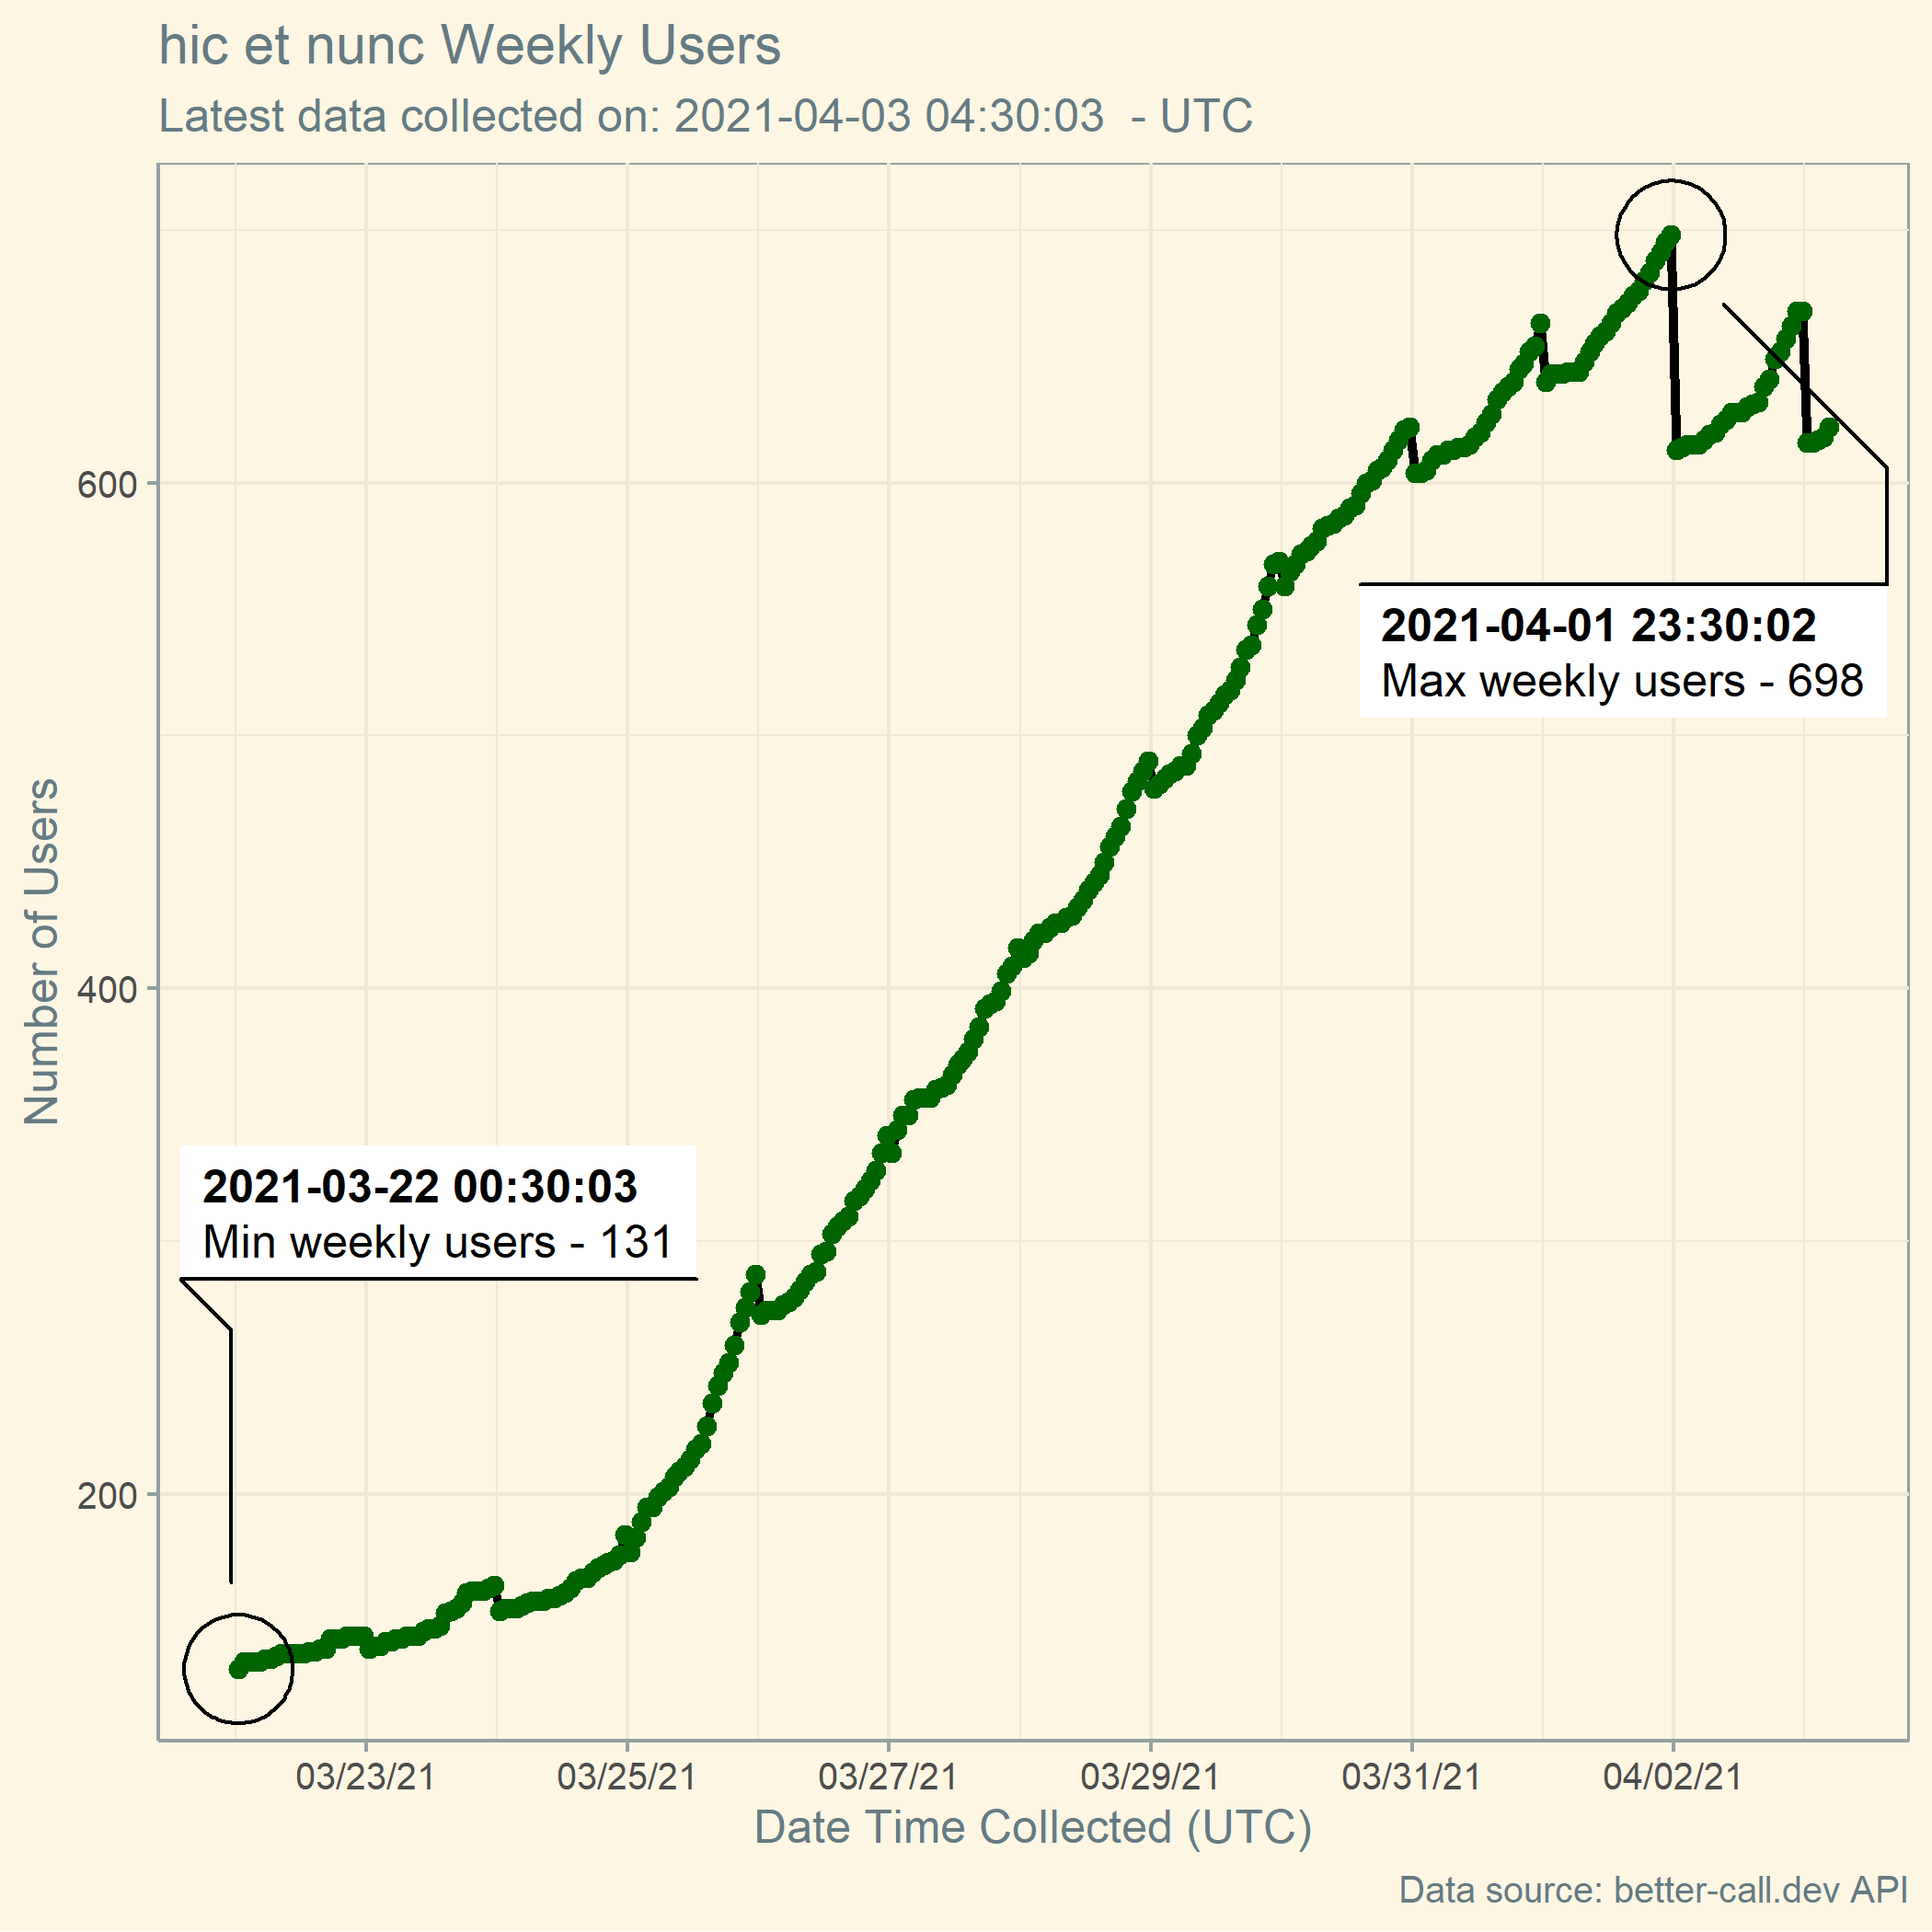 hic et nunc Weekly Users
Latest data collected on: 2021-04-03 04:30:03  - UTC
Number of Users
600
400
200
2021-04-01 23:30:02
Max weekly users - 698
2021-03-22 00:30:03
Min weekly users - 131
03/23/21 03/25/21 03/27/21 03/29/21 03/31/21 04/02/21
Date Time Collected (UTC)
Data source: better-call.dev API